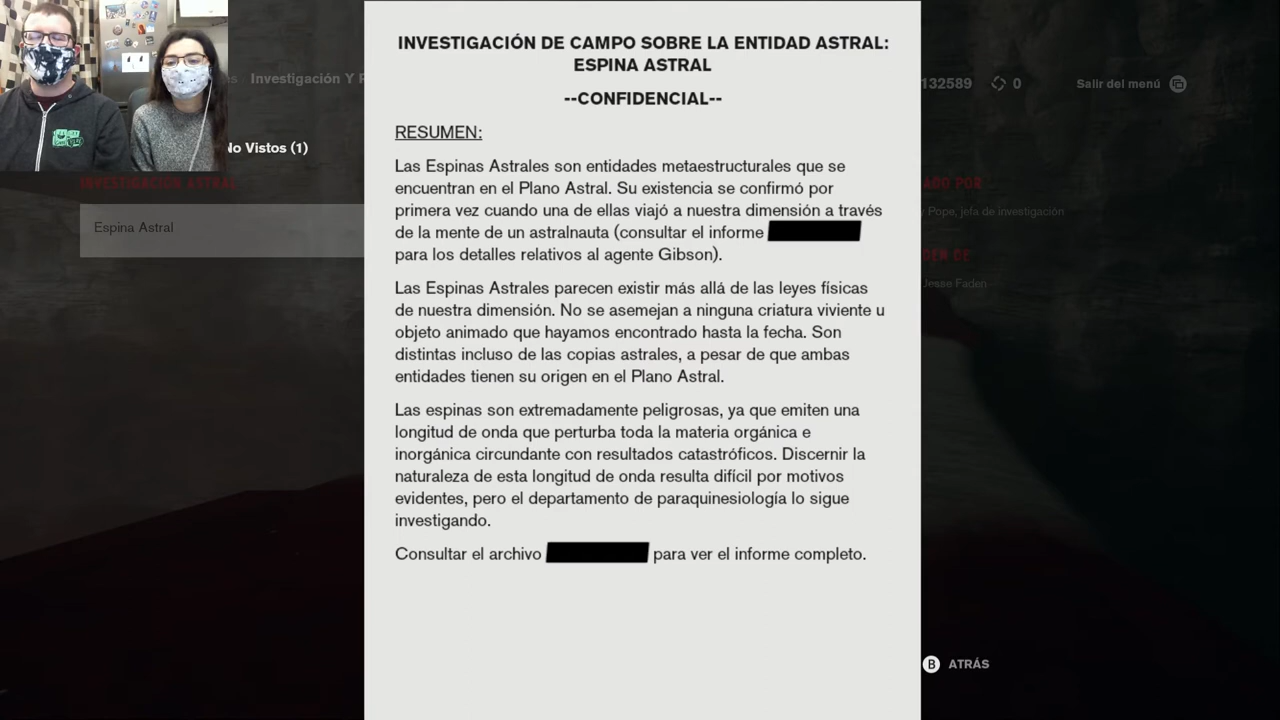 Investigación Y
132589
0
Salir del menú
No Vistos (1)
INVESTIGACIÓN ASTRAL
Espina Astral
INVESTIGACIÓN DE CAMPO SOBRE LA ENTIDAD ASTRAL:
ESPINA ASTRAL
--CONFIDENCIAL--
RESUMEN:
Las Espinas Astrales son entidades metaestructurales que se
encuentran en el Plano Astral. Su existencia se confirmó por
primera vez cuando una de ellas viajó a nuestra dimensión a través
de la mente de un astralnauta (consultar el informe
para los detalles relativos al agente Gibson).
Las Espinas Astrales parecen existir más allá de las leyes físicas
de nuestra dimensión. No se asemejan a ninguna criatura viviente u
objeto animado que hayamos encontrado hasta la fecha. Son
distintas incluso de las copias astrales, a pesar de que ambas
entidades tienen su origen en el Plano Astral.
Las espinas son extremadamente peligrosas, ya que emiten una
longitud de onda que perturba toda la materia orgánica e
inorgánica circundante con resultados catastróficos. Discernir la
naturaleza de esta longitud de onda resulta difícil por motivos
evidentes, pero el departamento de paraquinesiología lo sigue
investigando.
Consultar el archivo para ver el informe completo.
POR
Pope, jefa de investigación
DE
Jesse Faden
B ATRÁS